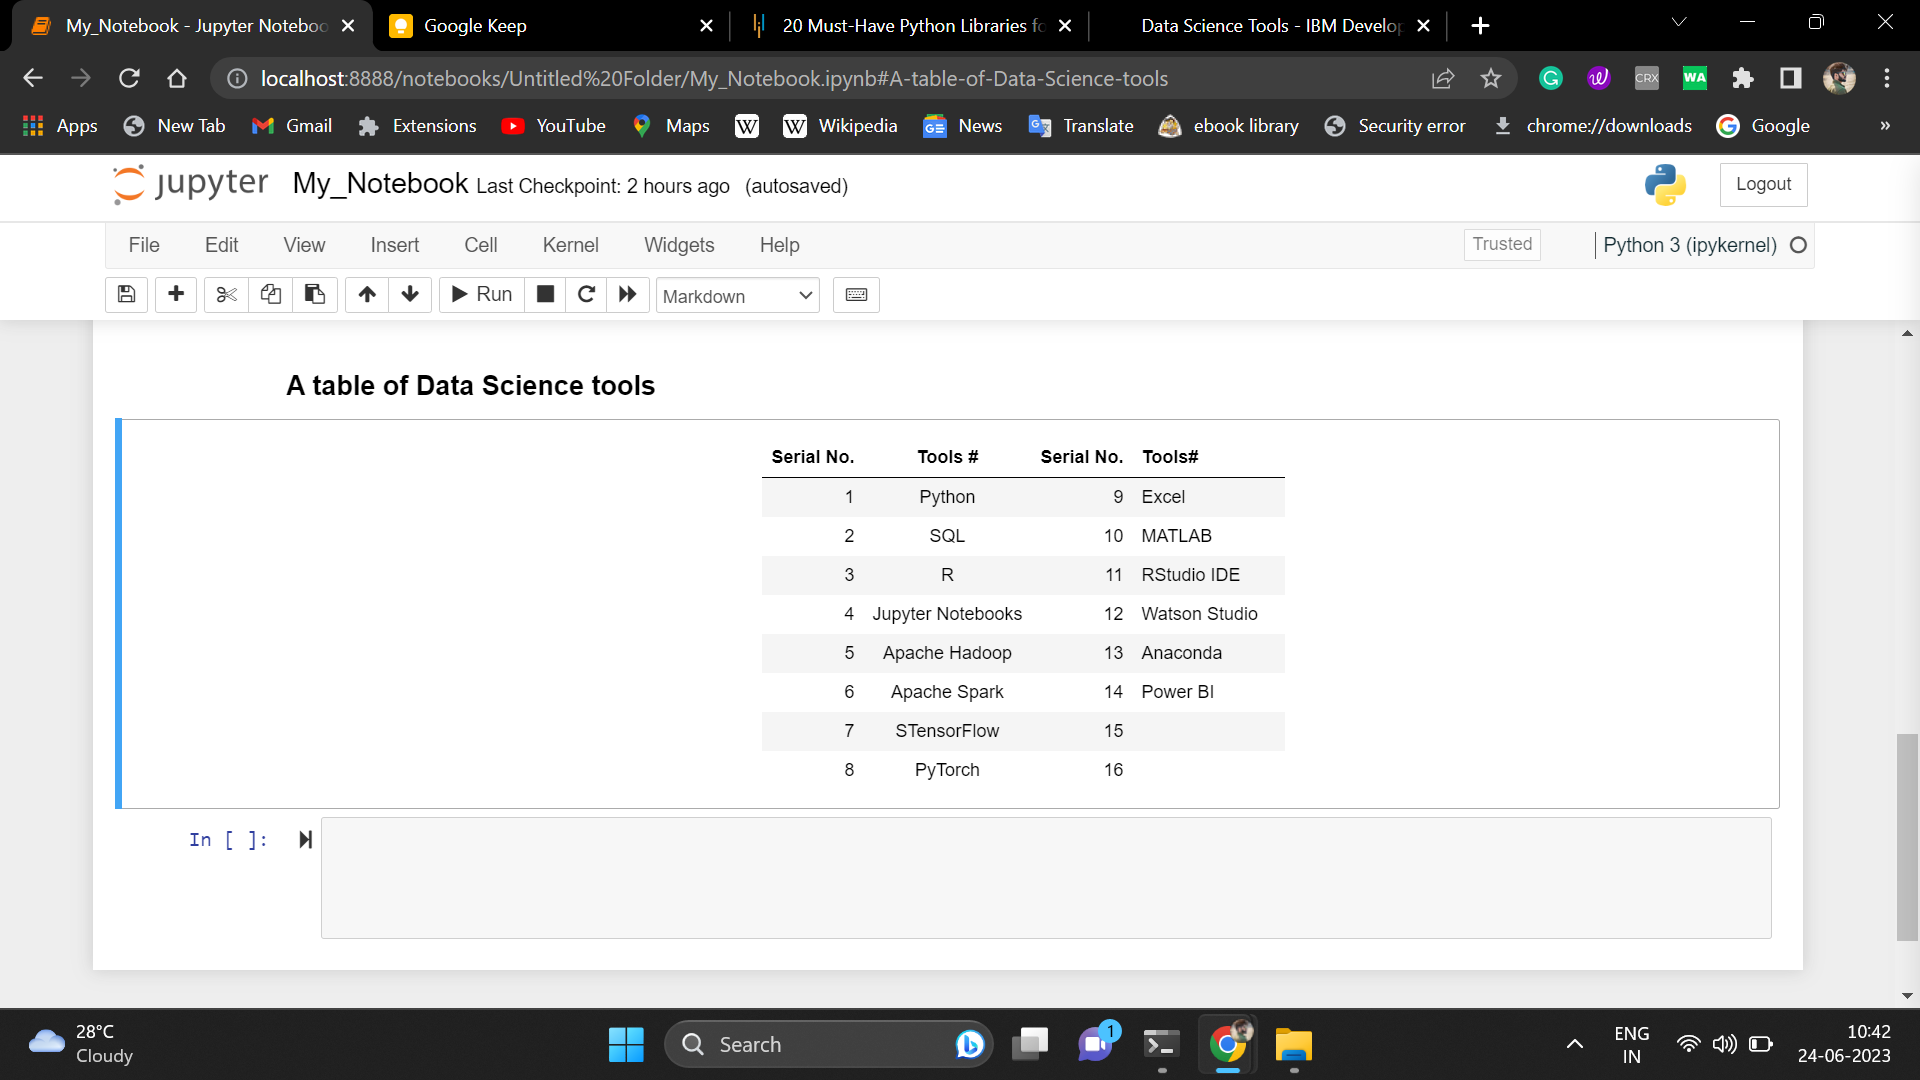 My_Notebook - Jupyter Noteboo
Google Keep
20 Must-Have Python Libraries fo
Data Science Tools - IBM Develop
localhost:8888/notebooks/Untitled%20Folder/My_Notebook.ipynb#A-table-of-Data-Science-tools
CRX
WA
Apps
New Tab
Gmail
Extensions
YouTube
Maps
W
W Wikipedia
News
Translate
ebook library
Security error
chrome://downloads
Google
»
jupyter My_Notebook Last Checkpoint: 2 hours ago (autosaved)
Logout
File Edit View Insert Cell Kernel Widgets Help
Trusted
Python 3 (ipykernel)
Run
Markdown
A table of Data Science tools
Serial No. Tools # Serial No. Tools#
1 Python 9 Excel
2 SQL 10 MATLAB
3 R 11 RStudio IDE
4 Jupyter Notebooks 12 Watson Studio
5 Apache Hadoop 13 Anaconda
6 Apache Spark 14 Power BI
7 STensorFlow 15
8 PyTorch 16
In [ ]:
28°C
Cloudy
Search
1
ENG
IN
10:42
24-06-2023